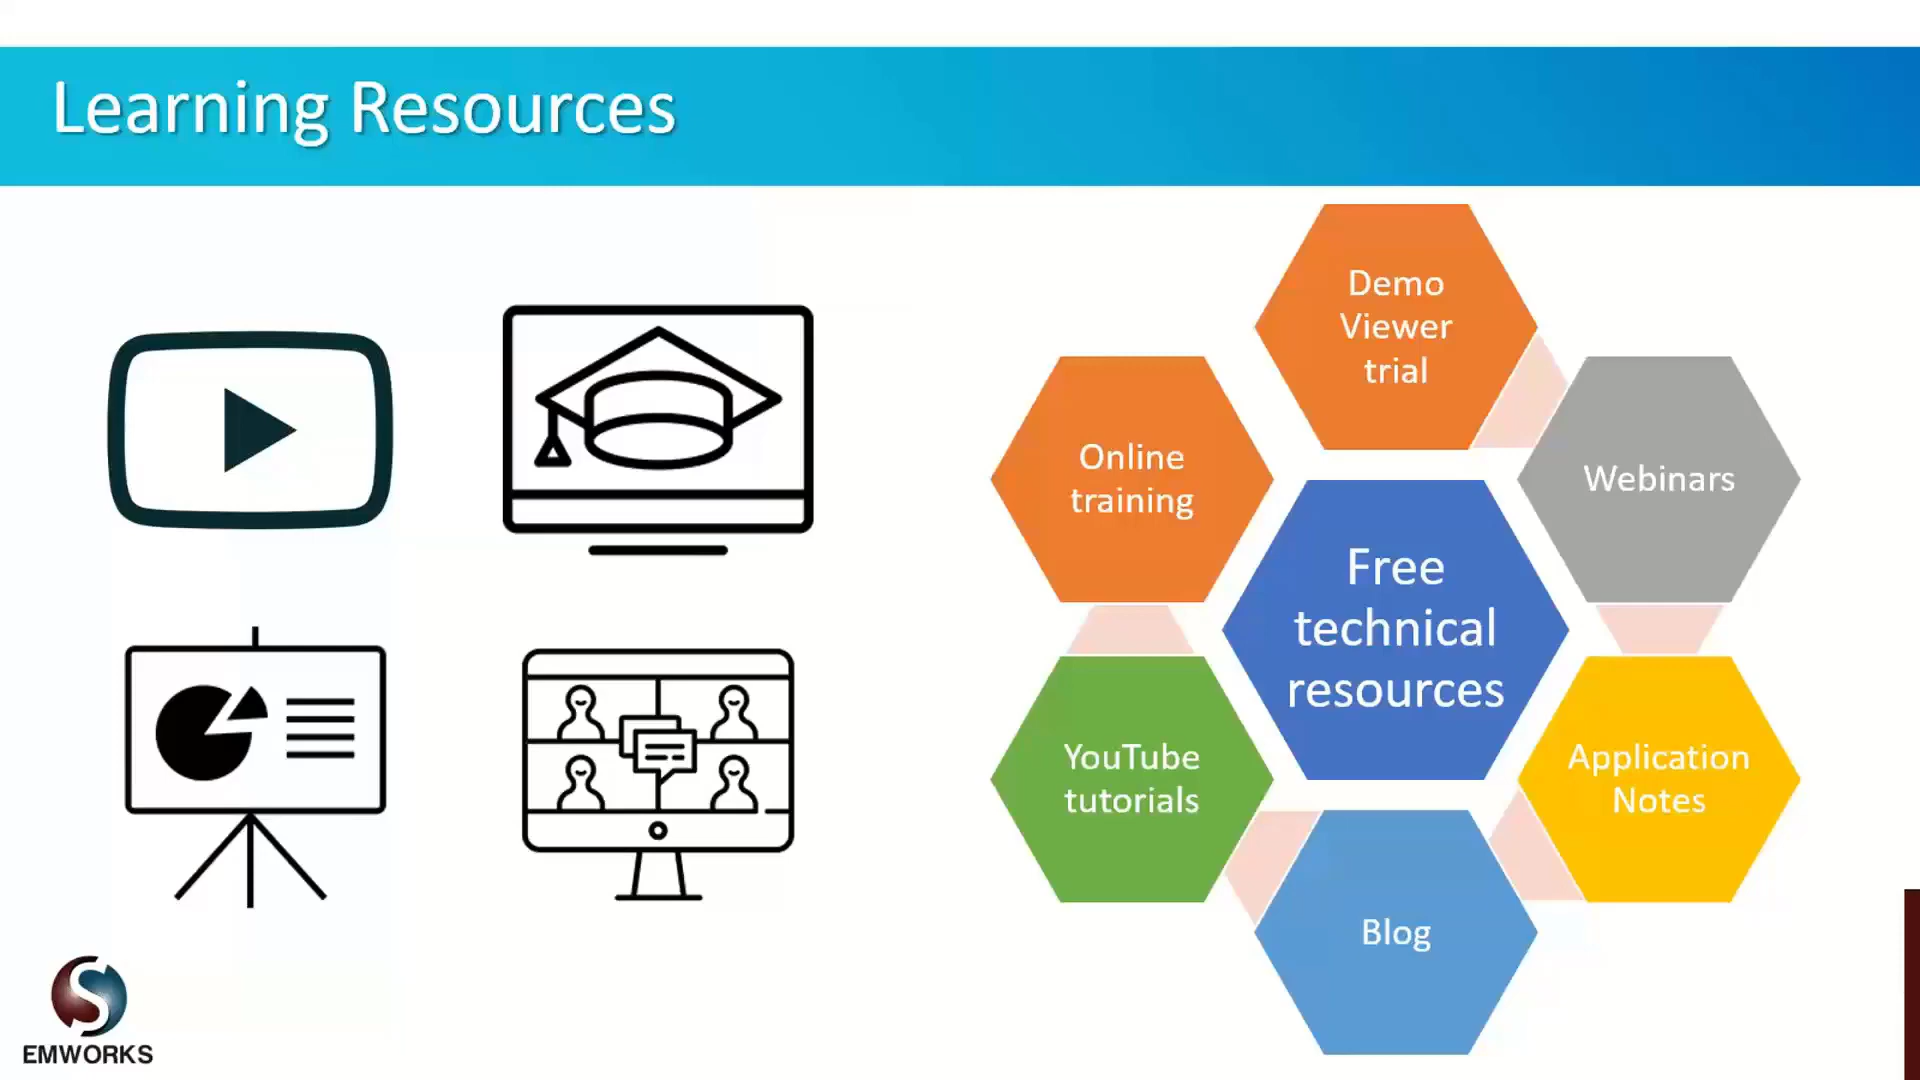 Learning Resources
Demo
Viewer
trial
Online
training
Webinars
Free
technical
resources
YouTube
tutorials
Application
Notes
Blog
EMWORKS